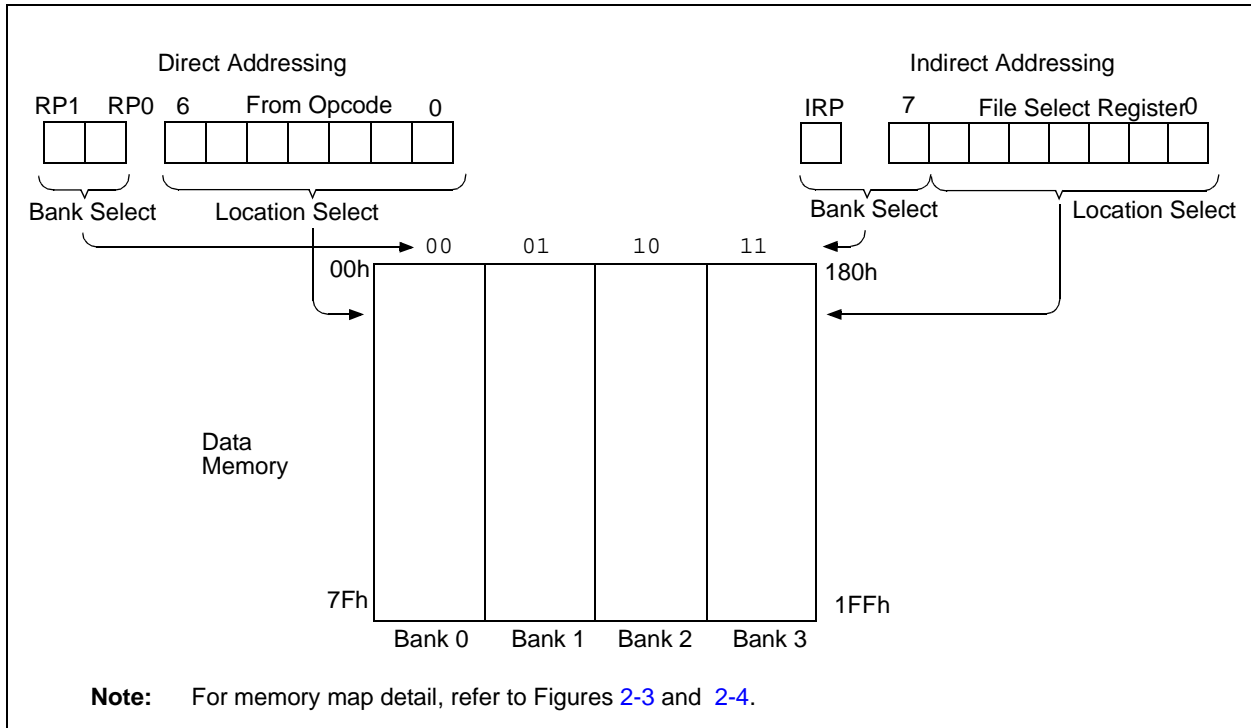 Direct Addressing Indirect Addressing
RP1 RP0 6 From Opcode 0 IRP 7 File Select Register 0
Bank Select Location Select Bank Select Location Select
00 01 10 11
00h 180h
Data
Memory
7Fh 1FFh
Bank 0 Bank 1 Bank 2 Bank 3
Note: For memory map detail, refer to Figures 2-3 and 2-4.